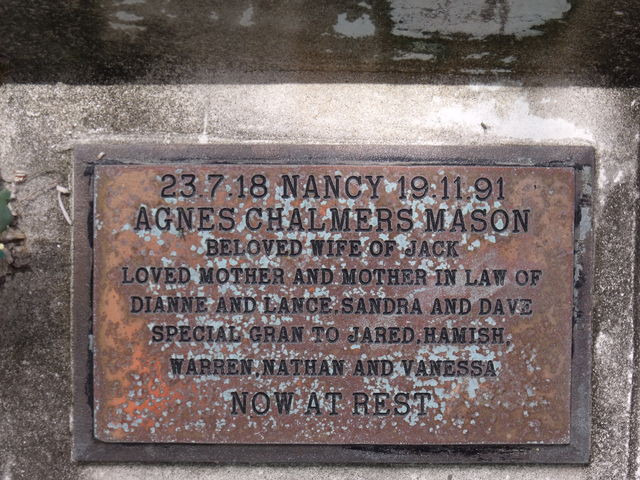 23.7.18 NANCY 19.11.91
AGNES CHALMERS MASON
BELOVED WIFE OF JACK
LOVED MOTHER AND MOTHER IN LAW OF
DIANNE AND LANCE, SANDRA AND DAVE
SPECIAL GRAN TO JARED, HAMISH,
WARREN, NATHAN AND VANESSA
NOW AT REST